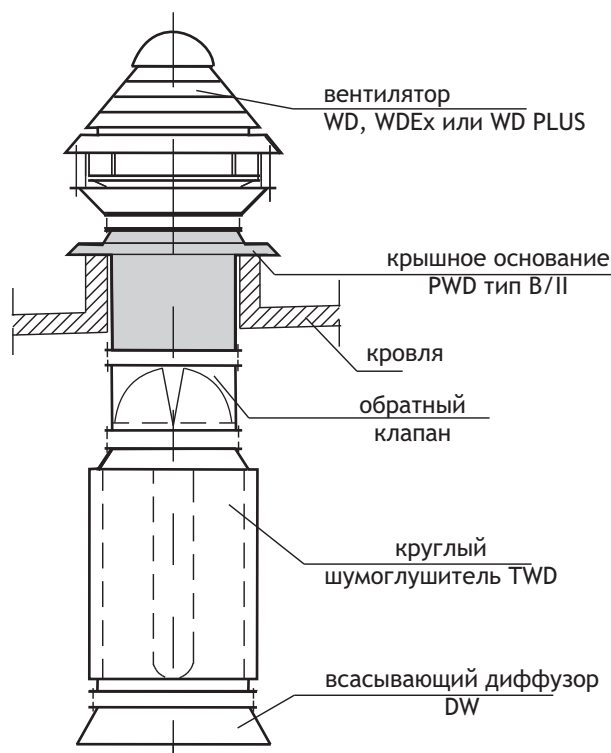 вентилятор
WD, WDEx или WD PLUS
крышное основание
PWD тип B/II
кровля
обратный
клапан
круглый
шумоглушитель TWD
всасывающий диффузор
DW